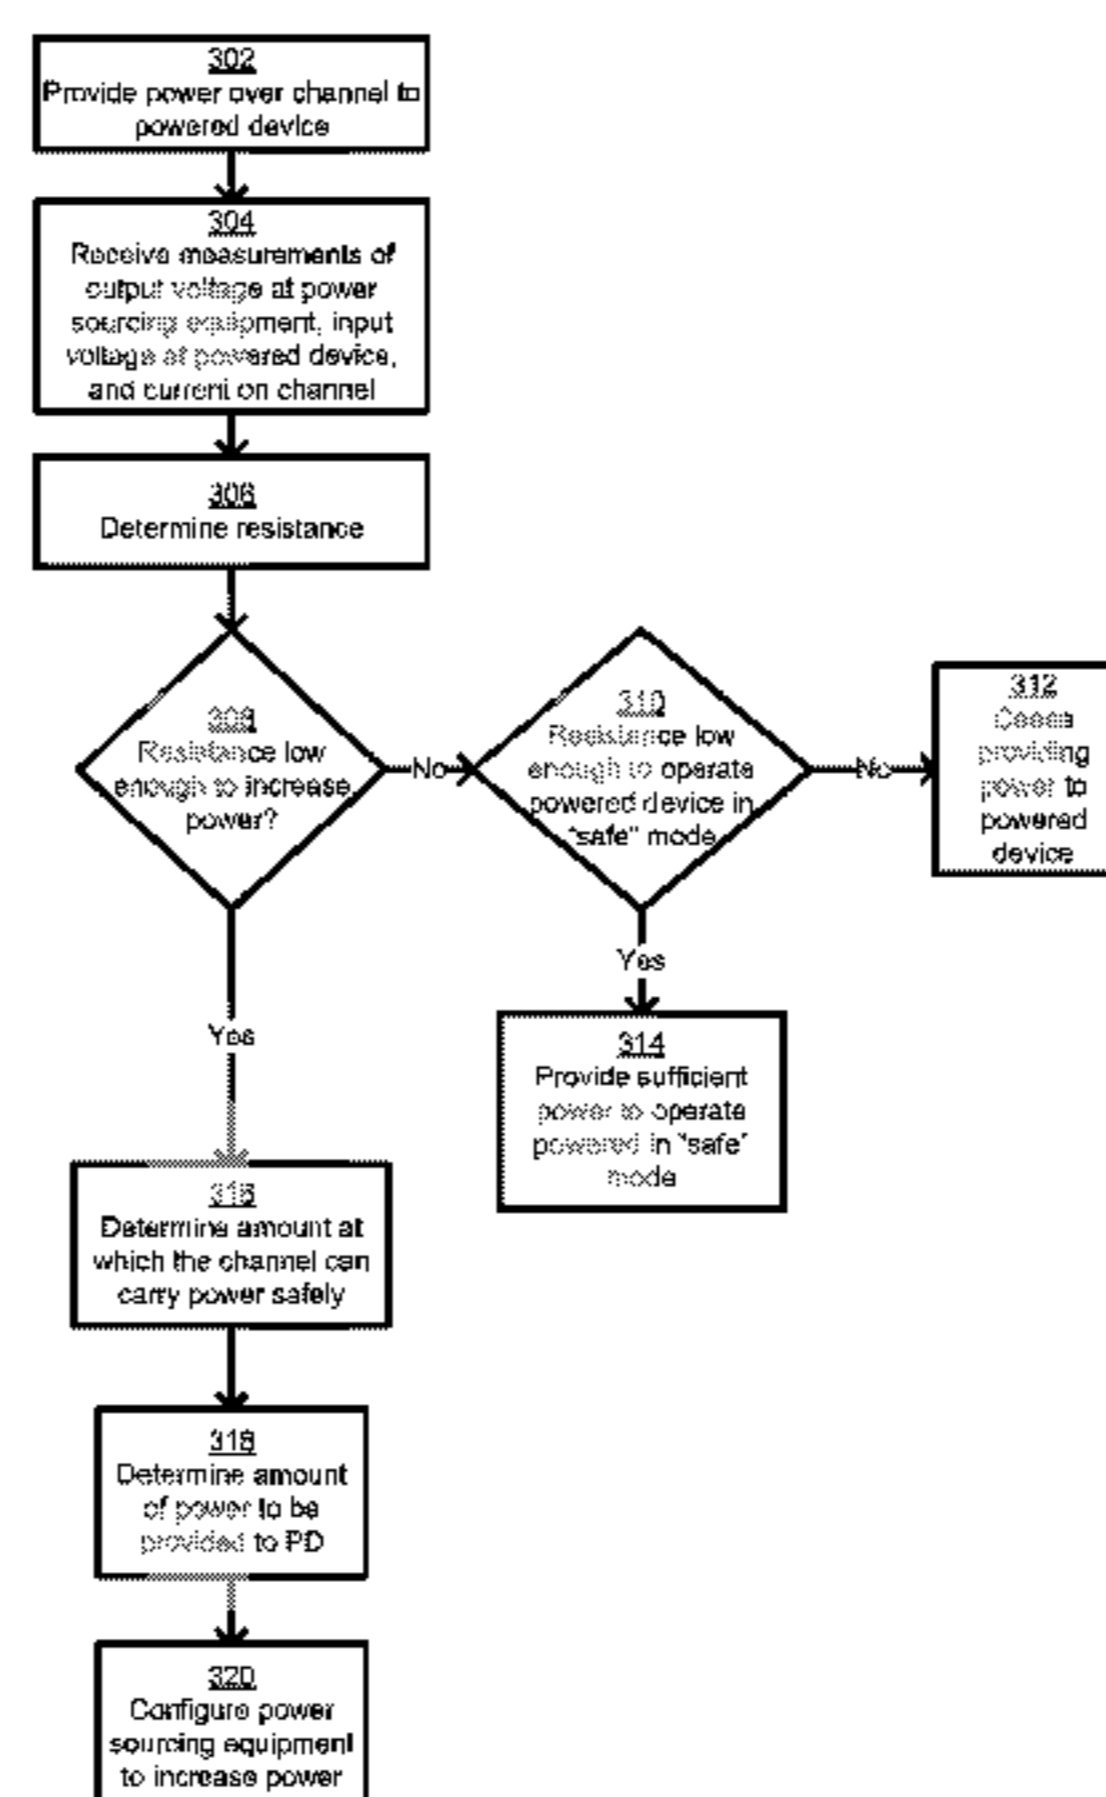 302
Provide power over channel to
powered device
304
Receive measurements of
output voltage at power
sourcing equipment, input
voltage at powered device,
and current on channel
306
Determine resistance
308
Resistance low
enough to increase
power?
No
310
Resistance low
enough to operate
powered device in
"safe" mode
No
312
Cease
providing
power to
powered
device
Yes
314
Provide sufficient
power to operate
powered in "safe"
mode
Yes
316
Determine amount at
which the channel can
carry power safely
318
Determine amount
of power to be
provided to PD
320
Configure power
sourcing equipment
to increase power